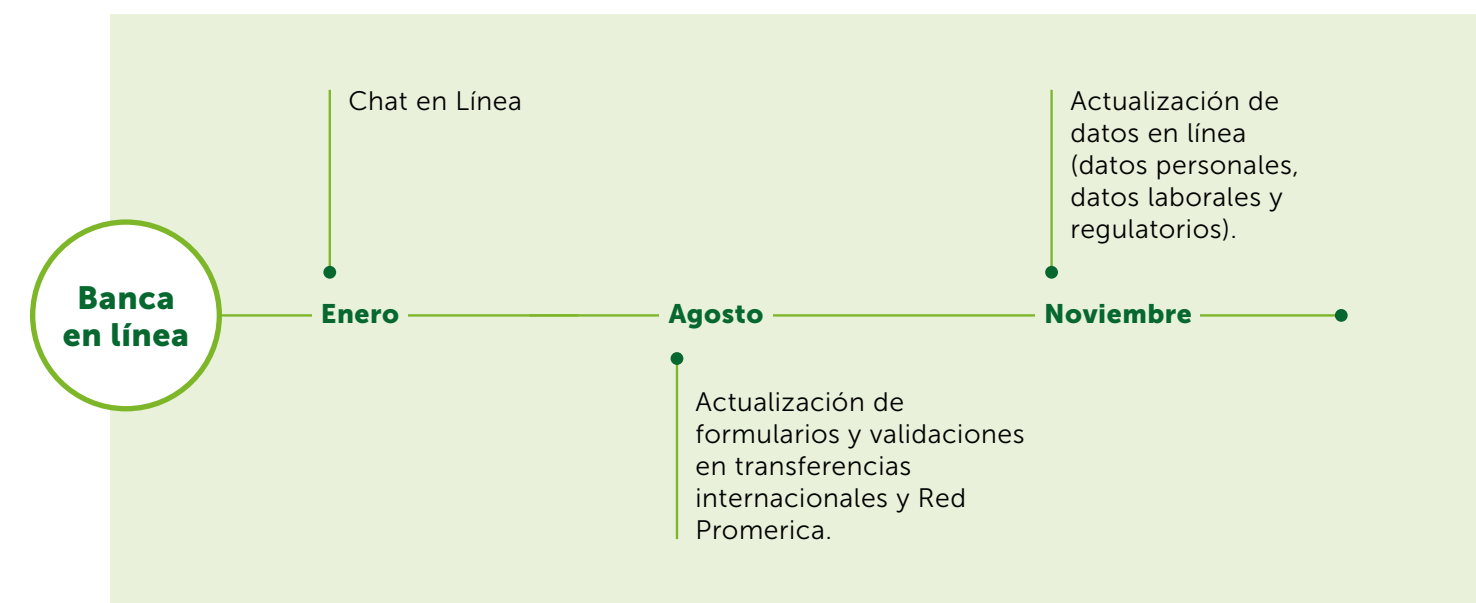 Banca
en línea
Enero
Chat en Línea
Agosto
Actualización de
formularios y validaciones
en transferencias
internacionales y Red
Promerica.
Noviembre
Actualización de
datos en línea
(datos personales,
datos laborales y
regulatorios).